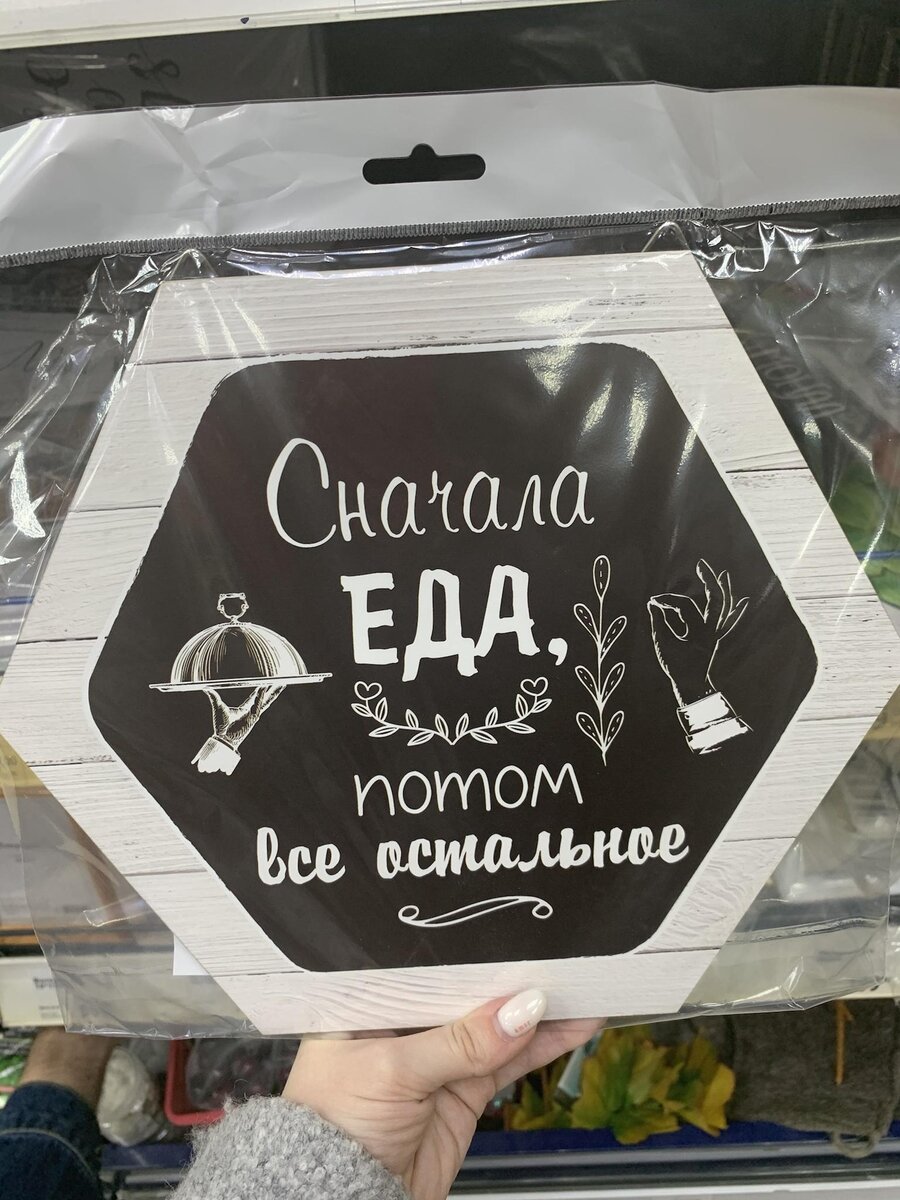 Сначала
ЕДА,
потом
все остальное